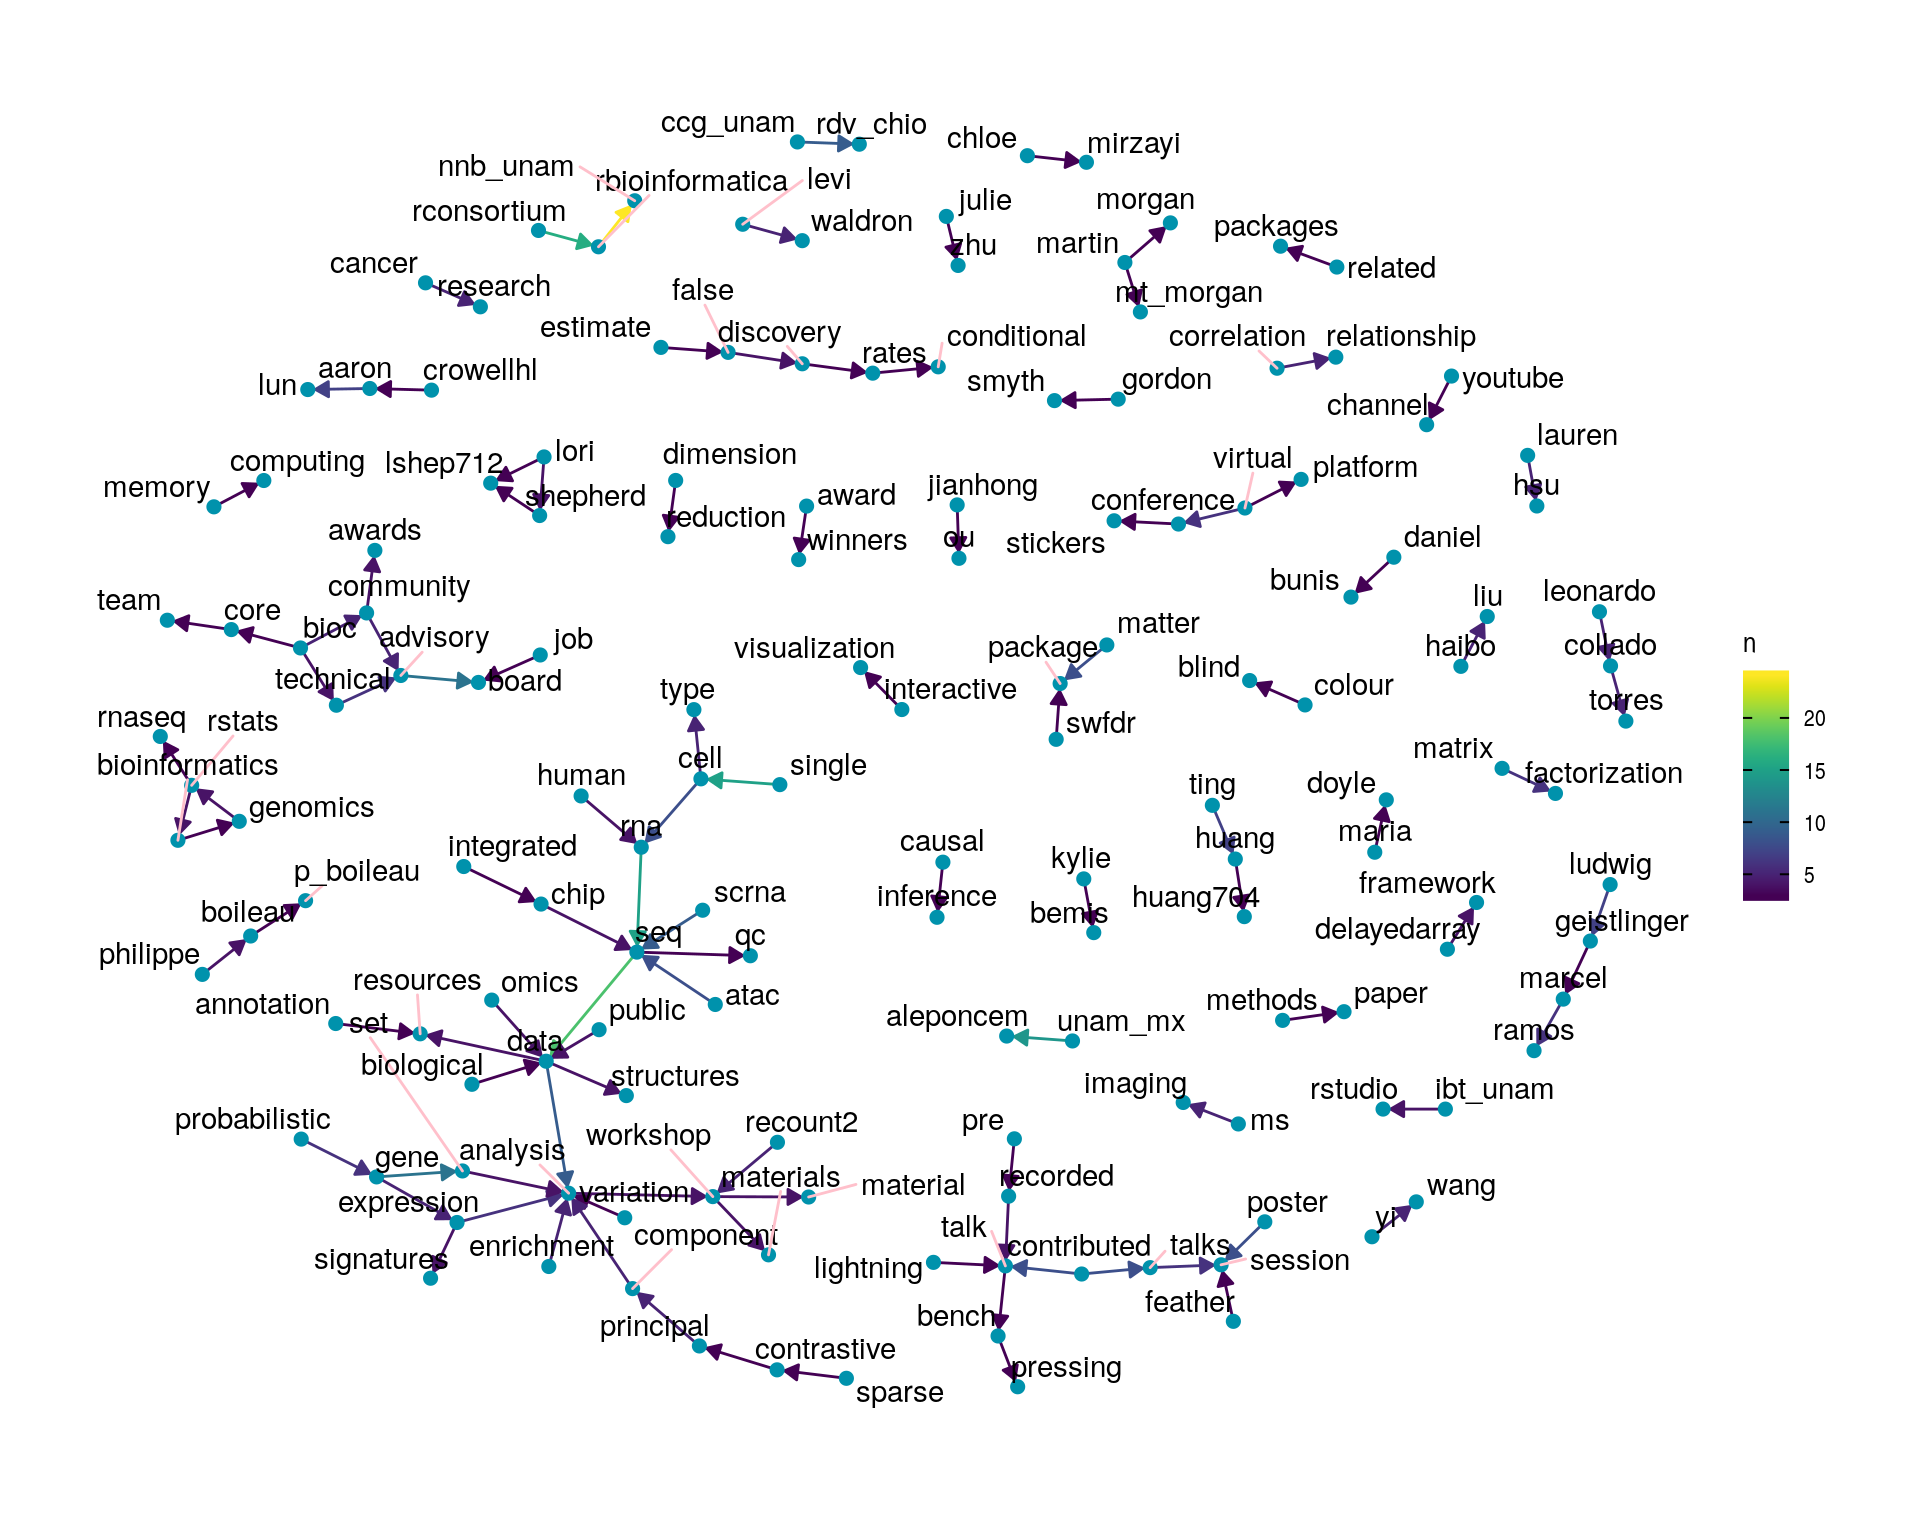 ccg_unam
rdv_chio
chloe
mirzayi
nnb_unam
rbioinformatica
levi
rconsortium
waldron
julie
zhu
morgan
martin
mt_morgan
packages
related
cancer
research
false
estimate
discovery
rates
conditional
correlation
relationship
lun
aaron
crowellhl
smyth
gordon
youtube
channel
lauren
hsu
computing
memory
lshep712
lori
shepherd
dimension
reduction
award
winners
jianhong
ou
virtual
platform
conference
stickers
awards
community
team
core
bioc
advisory
technical
job
board
daniel
bunis
liu
haibo
leonardo
collado
torres
visualization
interactive
package
matter
swfdr
blind
colour
n
20
15
10
5
rnaseq
rstats
bioinformatics
genomics
type
cell
single
human
rna
matrix
factorization
integrated
chip
scrna
seq
qc
atac
causal
inference
kylie
bemis
ting
huang
huang704
doyle
maria
framework
delayedarray
ludwig
geistlinger
marcel
ramos
p_boileau
boileau
philippe
resources
annotation
set
omics
public
data
biological
structures
aleponcem
unam_mx
methods
paper
imaging
ms
rstudio
ibt_unam
probabilistic
gene
analysis
workshop
recount2
materials
material
variation
expression
signatures
enrichment
component
principal
contrastive
sparse
pre
recorded
talk
contributed
talks
lightning
poster
session
feather
bench
pressing
yi
wang